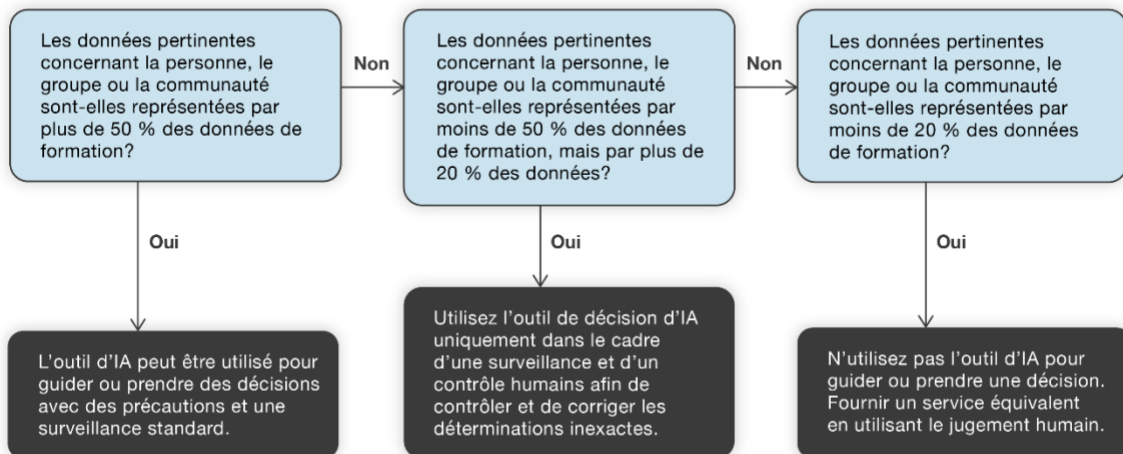 Les données pertinentes
concernant la personne, le
groupe ou la communauté
sont-elles représentées par
plus de 50 % des données de
formation?
Non
Les données pertinentes
concernant la personne, le
groupe ou la communauté
sont-elles représentées par
moins de 50 % des données
de formation, mais par plus de
20 % des données?
Non
Les données pertinentes
concernant la personne, le
groupe ou la communauté
sont-elles représentées par
moins de 20 % des données
de formation?
Oui
Oui
Oui
L'outil d'IA peut être utilisé pour
guider ou prendre des décisions
avec des précautions et une
surveillance standard.
Utilisez l'outil de décision d'IA
uniquement dans le cadre
d'une surveillance et d'un
contrôle humains afin de
contrôler et de corriger les
déterminations inexactes.
N'utilisez pas l'outil d'IA pour
guider ou prendre une décision.
Fournir un service équivalent
en utilisant le jugement humain.